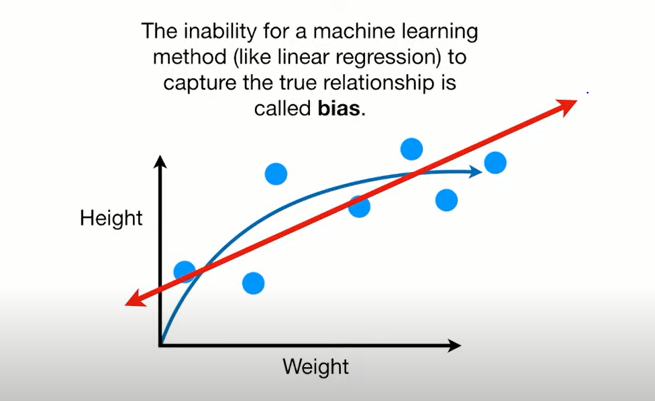 The inability for a machine learning
method (like linear regression) to
capture the true relationship is
called bias.
Height
Weight